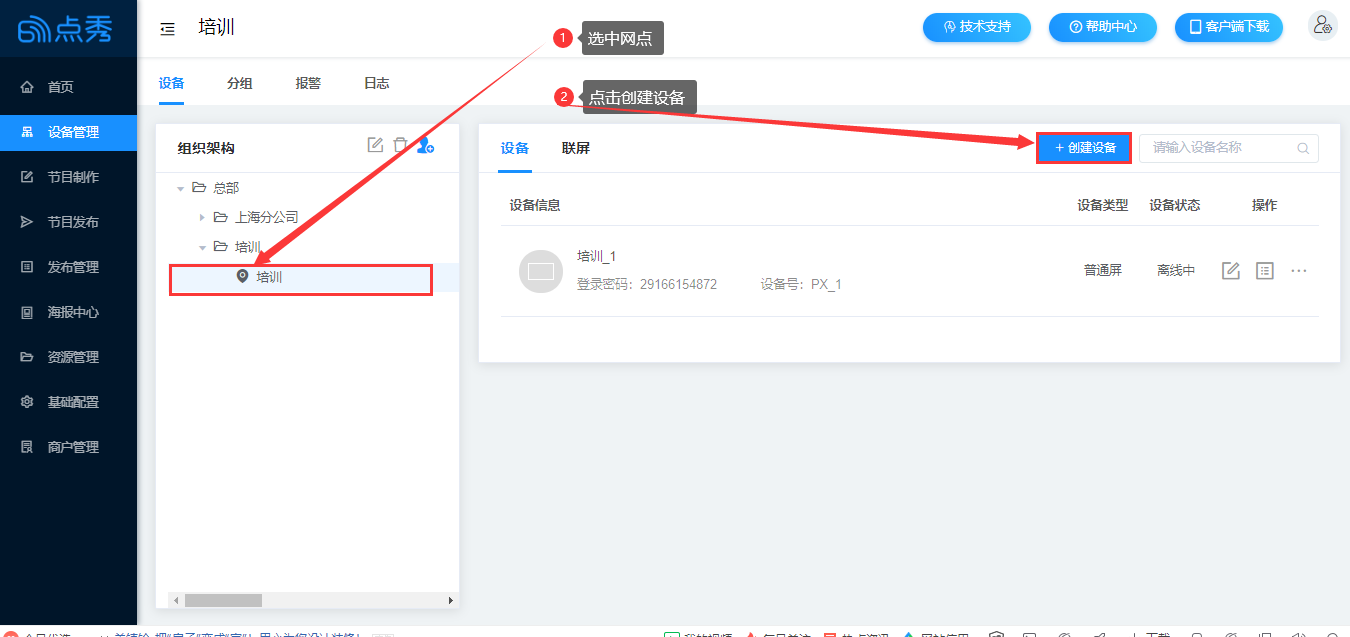 点秀
培训
技术支持
帮助中心
客户端下载
1 选中网点
2 点击创建设备
首页
设备管理
节目制作
节目发布
发布管理
海报中心
资源管理
基础配置
商户管理
设备 分组 报警 日志
组织架构
总部
上海分公司
培训
培训
设备 联屏
+ 创建设备
请输入设备名称
设备信息 设备类型 设备状态 操作
培训_1
登录密码：29166154872 设备号：PX_1
普通屏 离线中